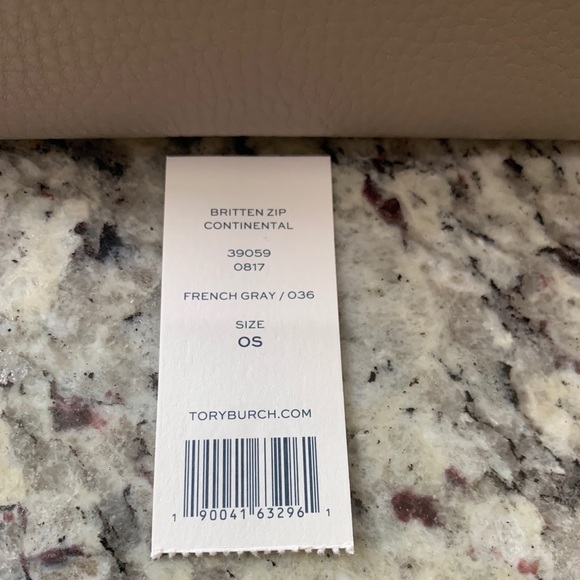 BRITTEN ZIP
CONTINENTAL
39059
0817
FRENCH GRAY / 036
SIZE
OS
TORYBURCH.COM
1 90041 63296 1